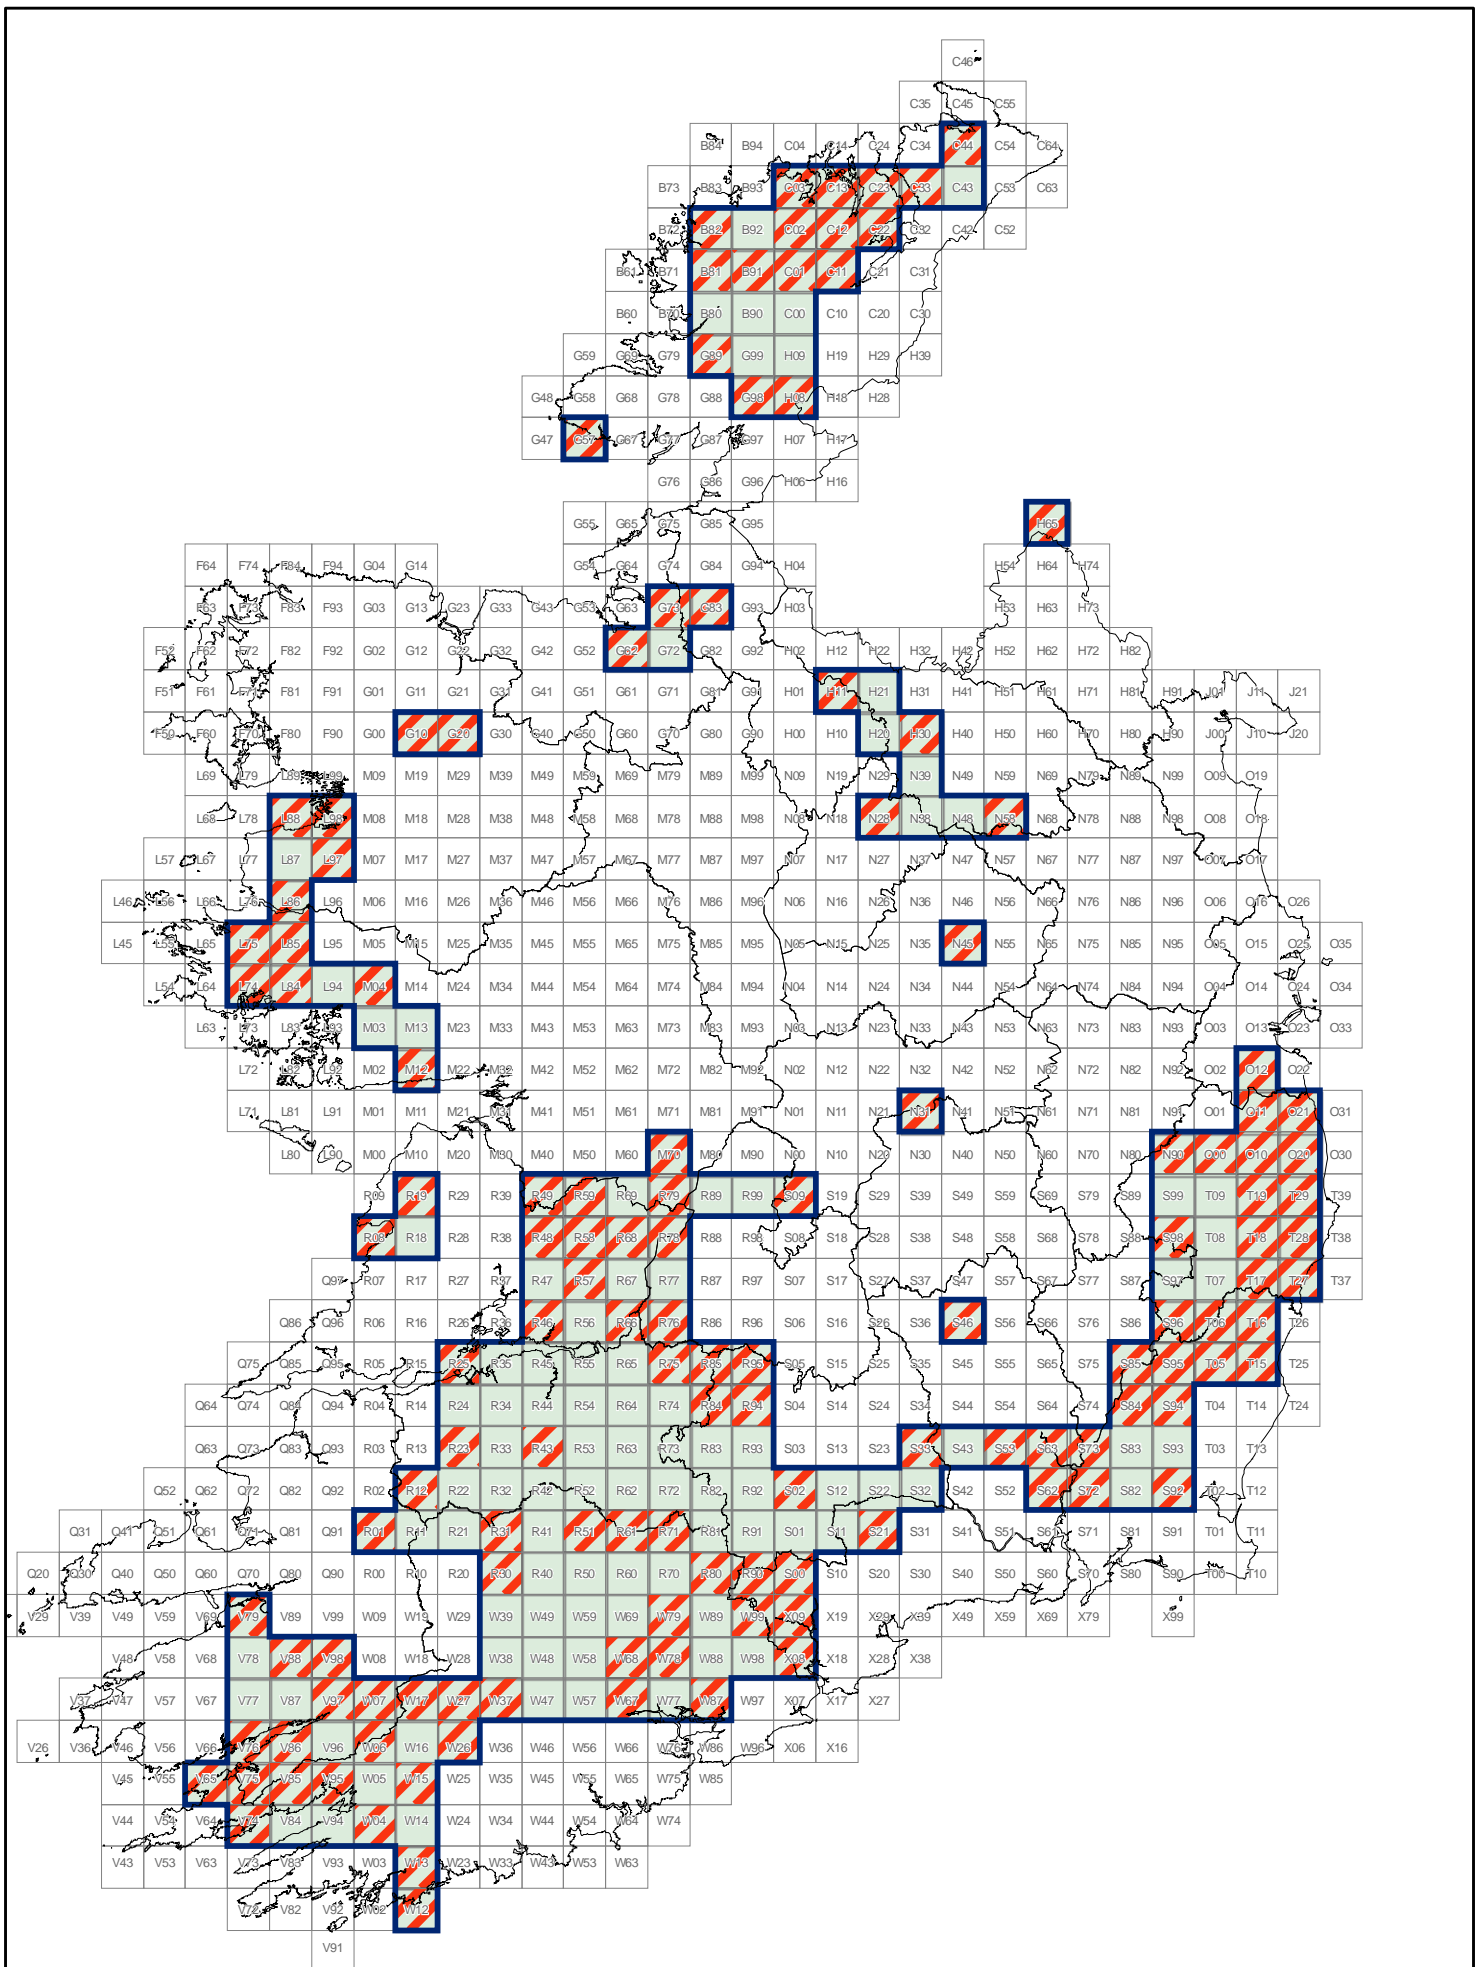 C46
C35 C45 C55
B84 B94 C04 C14 C24 C34 C44 C54 C64
B73 B83 B93 C03 C13 C23 C33 C43 C53 C63
B72 B82 B92 C02 C12 C22 C32 C42 C52
B61 B71 B81 B91 C01 C11 C21 C31
B60 B70 B80 B90 C00 C10 C20 C30
G59 G69 G79 G89 G99 H09 H19 H29 H39
G48 G58 G68 G78 G88 G98 H08 H18 H28
G47 G57 G67 G77 G87 G97 H07 H17
G76 G86 G96 H06 H16
G55 G65 G75 G85 G95 H65
F64 F74 F84 F94 G04 G14 G54 G64 G74 G84 G94 H04 H54 H64 H74
F63 F73 F83 F93 G03 G13 G23 G33 G43 G53 G63 G73 G83 G93 H03 H53 H63 H73
F52 F62 F72 F82 F92 G02 G12 G22 G32 G42 G52 G62 G72 G82 G92 H02 H12 H22 H32 H42 H52 H62 H72 H82
F51 F61 F71 F81 F91 G01 G11 G21 G31 G41 G51 G61 G71 G81 G91 H01 H11 H21 H31 H41 H51 H61 H71 H81 H91 J01 J11 J21
F50 F60 F70 F80 F90 G00 G10 G20 G30 G40 G50 G60 G70 G80 G90 H00 H10 H20 H30 H40 H50 H60 H70 H80 H90 J00 J10 J20
L69 L79 L89 L99 M09 M19 M29 M39 M49 M59 M69 M79 M89 M99 N09 N19 N29 N39 N49 N59 N69 N79 N89 N99 O09 O19
L68 L78 L88 L98 M08 M18 M28 M38 M48 M58 M68 M78 M88 M98 N08 N18 N28 N38 N48 N58 N68 N78 N88 N98 O08 O18
L57 L67 L77 L87 L97 M07 M17 M27 M37 M47 M57 M67 M77 M87 M97 N07 N17 N27 N37 N47 N57 N67 N77 N87 N97 O07 O17
L46 L56 L66 L76 L86 L96 M06 M16 M26 M36 M46 M56 M66 M76 M86 M96 N06 N16 N26 N36 N46 N56 N66 N76 N86 N96 O06 O16 O26
L45 L55 L65 L75 L85 L95 M05 M15 M25 M35 M45 M55 M65 M75 M85 M95 N05 N15 N25 N35 N45 N55 N65 N75 N85 N95 O05 O15 O25 O35
L54 L64 L74 L84 L94 M04 M14 M24 M34 M44 M54 M64 M74 M84 M94 N04 N14 N24 N34 N44 N54 N64 N74 N84 N94 O04 O14 O24 O34
L63 L73 L83 L93 M03 M13 M23 M33 M43 M53 M63 M73 M83 M93 N03 N13 N23 N33 N43 N53 N63 N73 N83 N93 O03 O13 O23 O33
L72 L82 L92 M02 M12 M22 M32 M42 M52 M62 M72 M82 M92 N02 N12 N22 N32 N42 N52 N62 N72 N82 N92 O02 O12 O22
L71 L81 L91 M01 M11 M21 M31 M41 M51 M61 M71 M81 M91 N01 N11 N21 N31 N41 N51 N61 N71 N81 N91 O01 O11 O21 O31
L80 L90 M00 M10 M20 M30 M40 M50 M60 M70 M80 M90 N00 N10 N20 N30 N40 N50 N60 N70 N80 N90 O00 O10 O20 O30
R09 R19 R29 R39 R49 R59 R69 R79 R89 R99 S09 S19 S29 S39 S49 S59 S69 S79 S89 S99 T09 T19 T29 T39
R08 R18 R28 R38 R48 R58 R68 R78 R88 R98 S08 S18 S28 S38 S48 S58 S68 S78 S88 S98 T08 T18 T28 T38
Q97 R07 R17 R27 R37 R47 R57 R67 R77 R87 R97 S07 S17 S27 S37 S47 S57 S67 S77 S87 S97 T07 T17 T27 T37
Q86 Q96 R06 R16 R26 R36 R46 R56 R66 R76 R86 R96 S06 S16 S26 S36 S46 S56 S66 S76 S86 S96 T06 T16 T26
Q75 Q85 Q95 R05 R15 R25 R35 R45 R55 R65 R75 R85 R95 S05 S15 S25 S35 S45 S55 S65 S75 S85 S95 T05 T15 T25
Q64 Q74 Q84 Q94 R04 R14 R24 R34 R44 R54 R64 R74 R84 R94 S04 S14 S24 S34 S44 S54 S64 S74 S84 S94 T04 T14 T24
Q63 Q73 Q83 Q93 R03 R13 R23 R33 R43 R53 R63 R73 R83 R93 S03 S13 S23 S33 S43 S53 S63 S73 S83 S93 T03 T13
Q52 Q62 Q72 Q82 Q92 R02 R12 R22 R32 R42 R52 R62 R72 R82 R92 S02 S12 S22 S32 S42 S52 S62 S72 S82 S92 T02 T12
Q31 Q41 Q51 Q61 Q71 Q81 Q91 R01 R11 R21 R31 R41 R51 R61 R71 R81 R91 S01 S11 S21 S31 S41 S51 S61 S71 S81 S91 T01 T11
Q20 Q30 Q40 Q50 Q60 Q70 Q80 Q90 R00 R10 R20 R30 R40 R50 R60 R70 R80 R90 S00 S10 S20 S30 S40 S50 S60 S70 S80 S90 T00 T10
V29 V39 V49 V59 V69 V79 V89 V99 W09 W19 W29 W39 W49 W59 W69 W79 W89 W99 X09 X19 X29 X39 X49 X59 X69 X79 X99
V48 V58 V68 V78 V88 V98 W08 W18 W28 W38 W48 W58 W68 W78 W88 W98 X08 X18 X28 X38
V37 V47 V57 V67 V77 V87 V97 W07 W17 W27 W37 W47 W57 W67 W77 W87 W97 X07 X17 X27
V26 V36 V46 V56 V66 V76 V86 V96 W06 W16 W26 W36 W46 W56 W66 W76 W86 W96 X06 X16
V45 V55 V65 V75 V85 V95 W05 W15 W25 W35 W45 W55 W65 W75 W85
V44 V54 V64 V74 V84 V94 W04 W14 W24 W34 W44 W54 W64 W74
V43 V53 V63 V73 V83 V93 W03 W13 W23 W33 W43 W53 W63
V72 V82 V92 W02 W12
V91